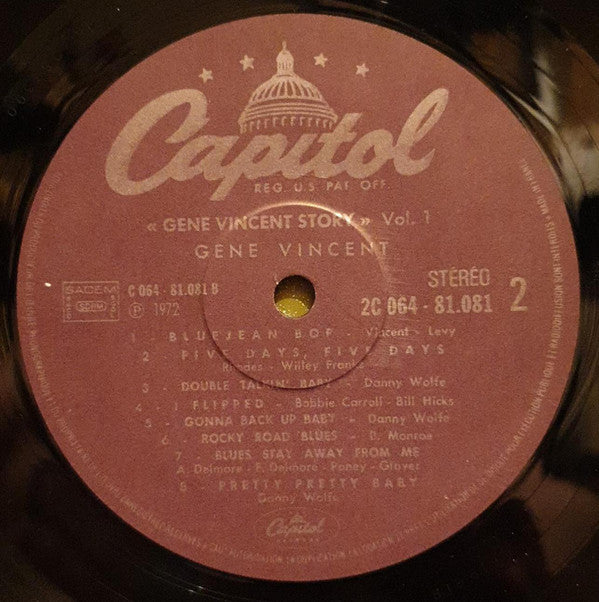 Capitol
REG. U.S. PAT. OFF.
« GENE VINCENT STORY » Vol. 1
GENE VINCENT
SACEM
SDRM
C 064 - 81.081 B
℗ 1972
STÉRÉO
2C 064 - 81.081
2
1 - BLUEJEAN BOP - Vincent - Levy
2 - FIVE DAYS, FIVE DAYS
Rhodes - Willey Franks
3 - DOUBLE TALKIN' BABY - Danny Wolfe
4 - I FLIPPED - Bobbie Carroll - Bill Hicks
5 - GONNA BACK UP BABY - Danny Wolfe
6 - ROCKY ROAD BLUES - B. Monroe
7 - BLUES STAY AWAY FROM ME
A. Delmore - F. Delmore - Raney - Glover
8 - PRETTY PRETTY BABY
Danny Wolfe
Capitol
MADE IN FRANCE